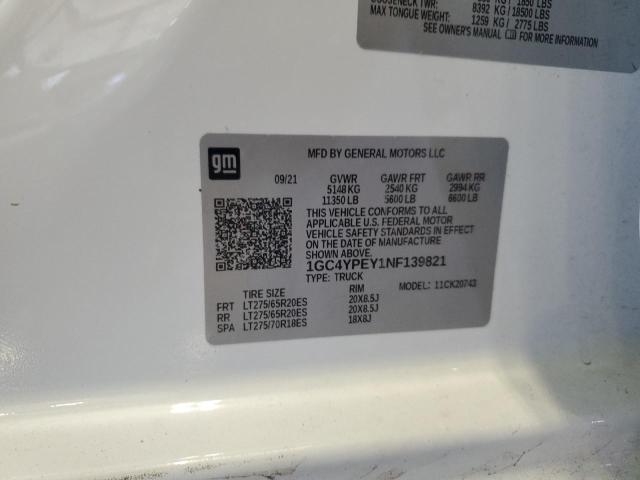 GOOSENECK TWR: 8392 KG / 18500 LBS
MAX TONGUE WEIGHT: 1259 KG / 2775 LBS
SEE OWNER'S MANUAL FOR MORE INFORMATION
gm
MFD BY GENERAL MOTORS LLC
09/21 GVWR GAWR FRT GAWR RR
5148 KG 2540 KG 2994 KG
11350 LB 5600 LB 6600 LB
THIS VEHICLE CONFORMS TO ALL
APPLICABLE U.S. FEDERAL MOTOR
VEHICLE SAFETY STANDARDS IN EFFECT
ON THE DATE OF MANUFACTURE SHOWN ABOVE.
1GC4YPEY1NF139821
TYPE: TRUCK MODEL: 11CK20743
TIRE SIZE RIM
FRT LT275/65R20ES 20X8.5J
RR LT275/65R20ES 20X8.5J
SPA LT275/70R18ES 18X8J